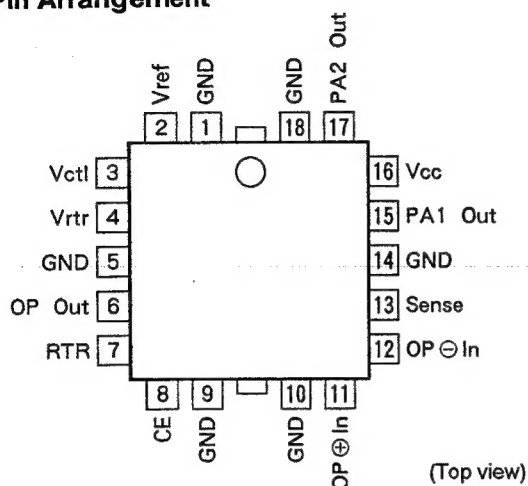 Pin Arrangement
Vref
GND
GND
PA2 Out
2
1
18
17
Vctl 3
Vrtr 4
GND 5
OP Out 6
RTR 7
16 Vcc
15 PA1 Out
14 GND
13 Sense
12 OP ⊖ In
8
9
10
11
CE
GND
GND
OP ⊕ In
(Top view)